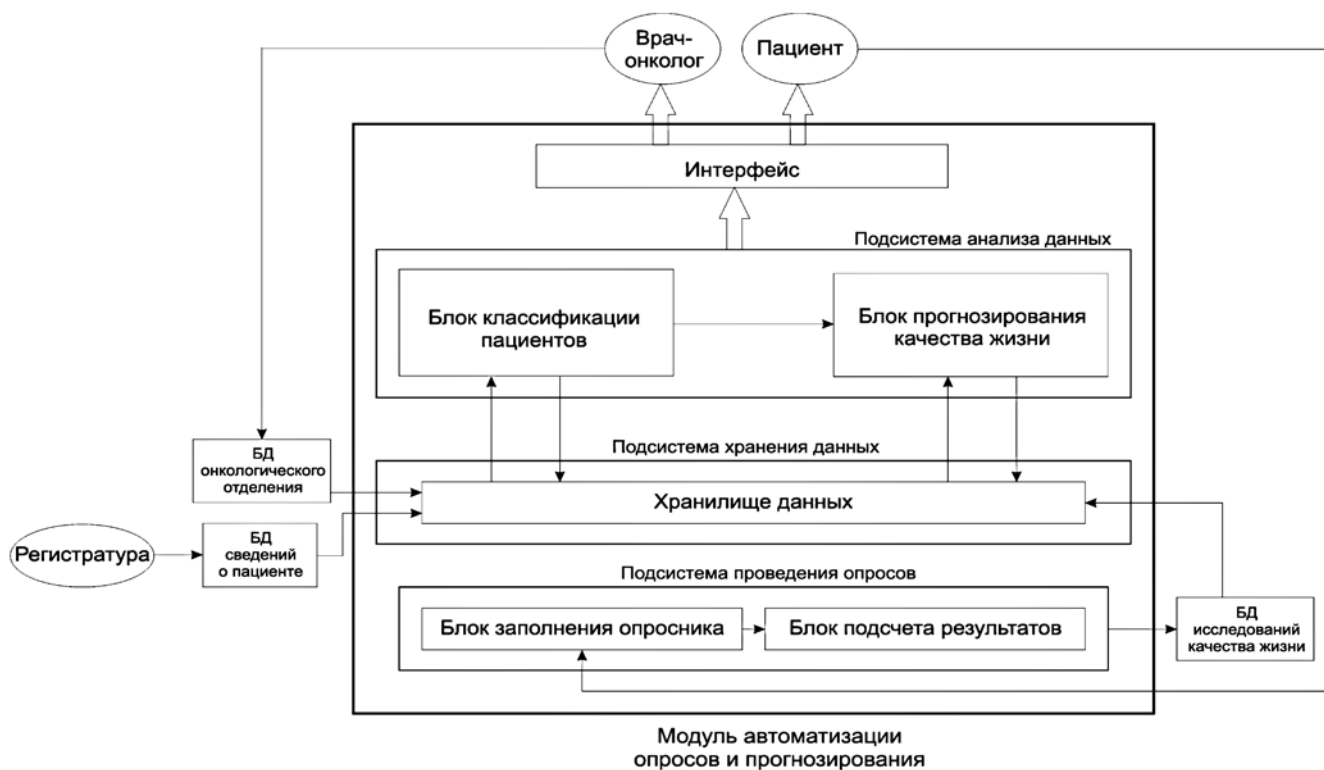 Врач-
онколог
Пациент
Интерфейс
Подсистема анализа данных
Блок классификации
пациентов
Блок прогнозирования
качества жизни
Подсистема хранения данных
БД
онкологического
отделения
Хранилище данных
Регистратура
БД
сведений
о пациенте
Подсистема проведения опросов
Блок заполнения опросника
Блок подсчета результатов
БД
исследований
качества жизни
Модуль автоматизации
опросов и прогнозирования